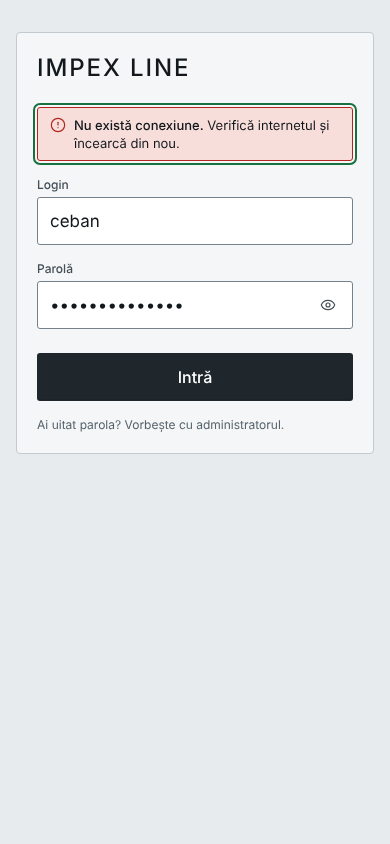 IMPEX LINE
Nu există conexiune. Verifică internetul și
încearcă din nou.
Login
ceban
Parolă
••••••••••••••
Intră
Ai uitat parola? Vorbește cu administratorul.